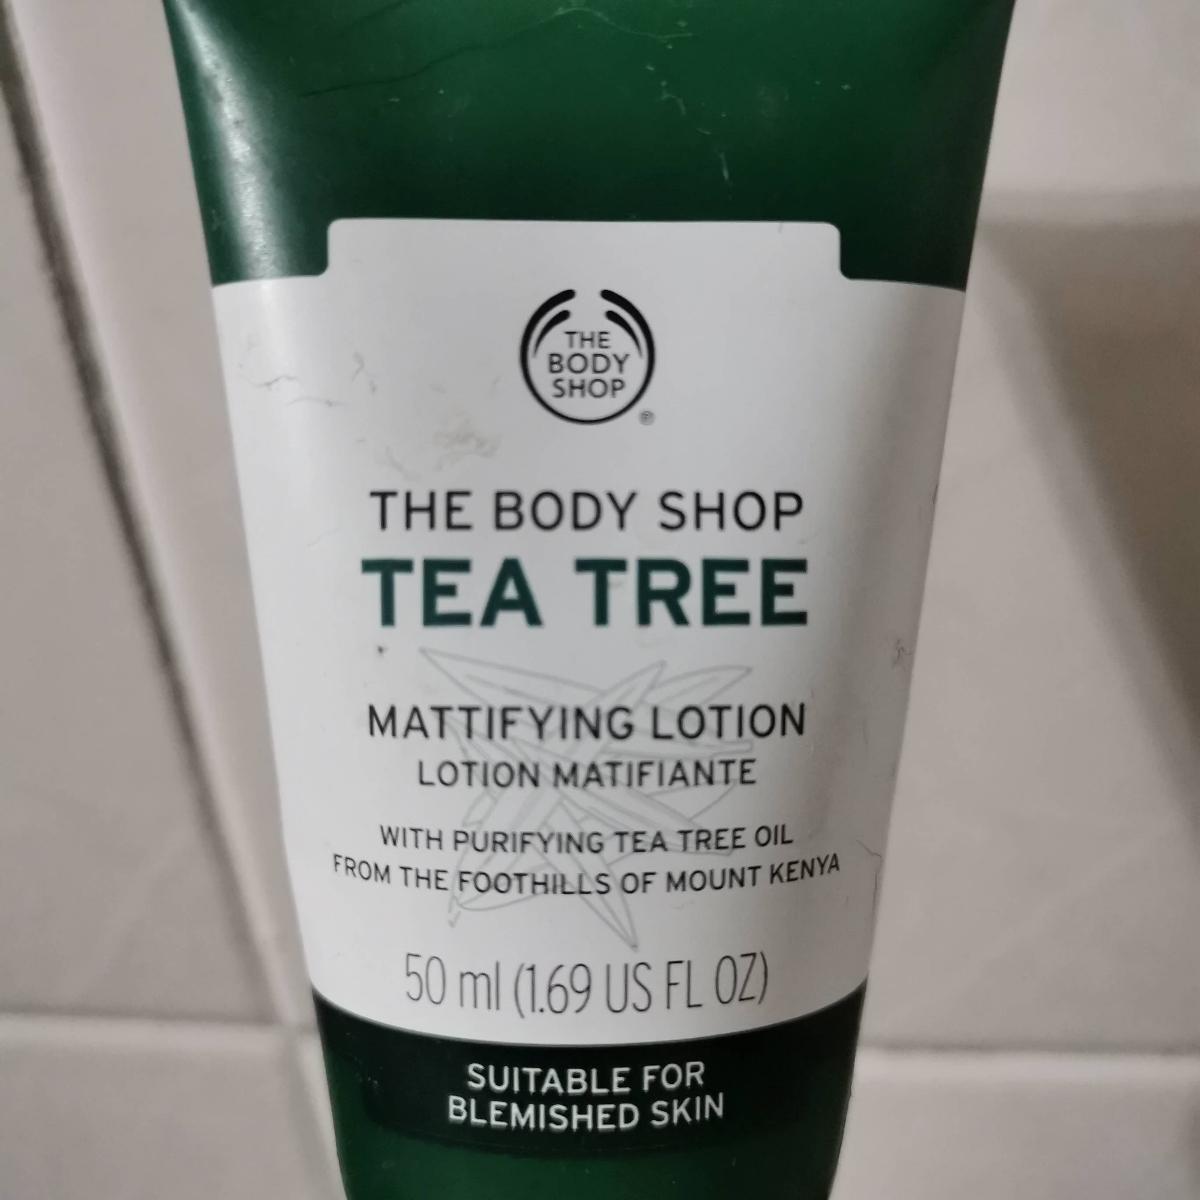 THE
BODY
SHOP
®
THE BODY SHOP
TEA TREE
MATTIFYING LOTION
LOTION MATIFIANTE
WITH PURIFYING TEA TREE OIL
FROM THE FOOTHILLS OF MOUNT KENYA
50 ml (1.69 US FL OZ)
SUITABLE FOR
BLEMISHED SKIN